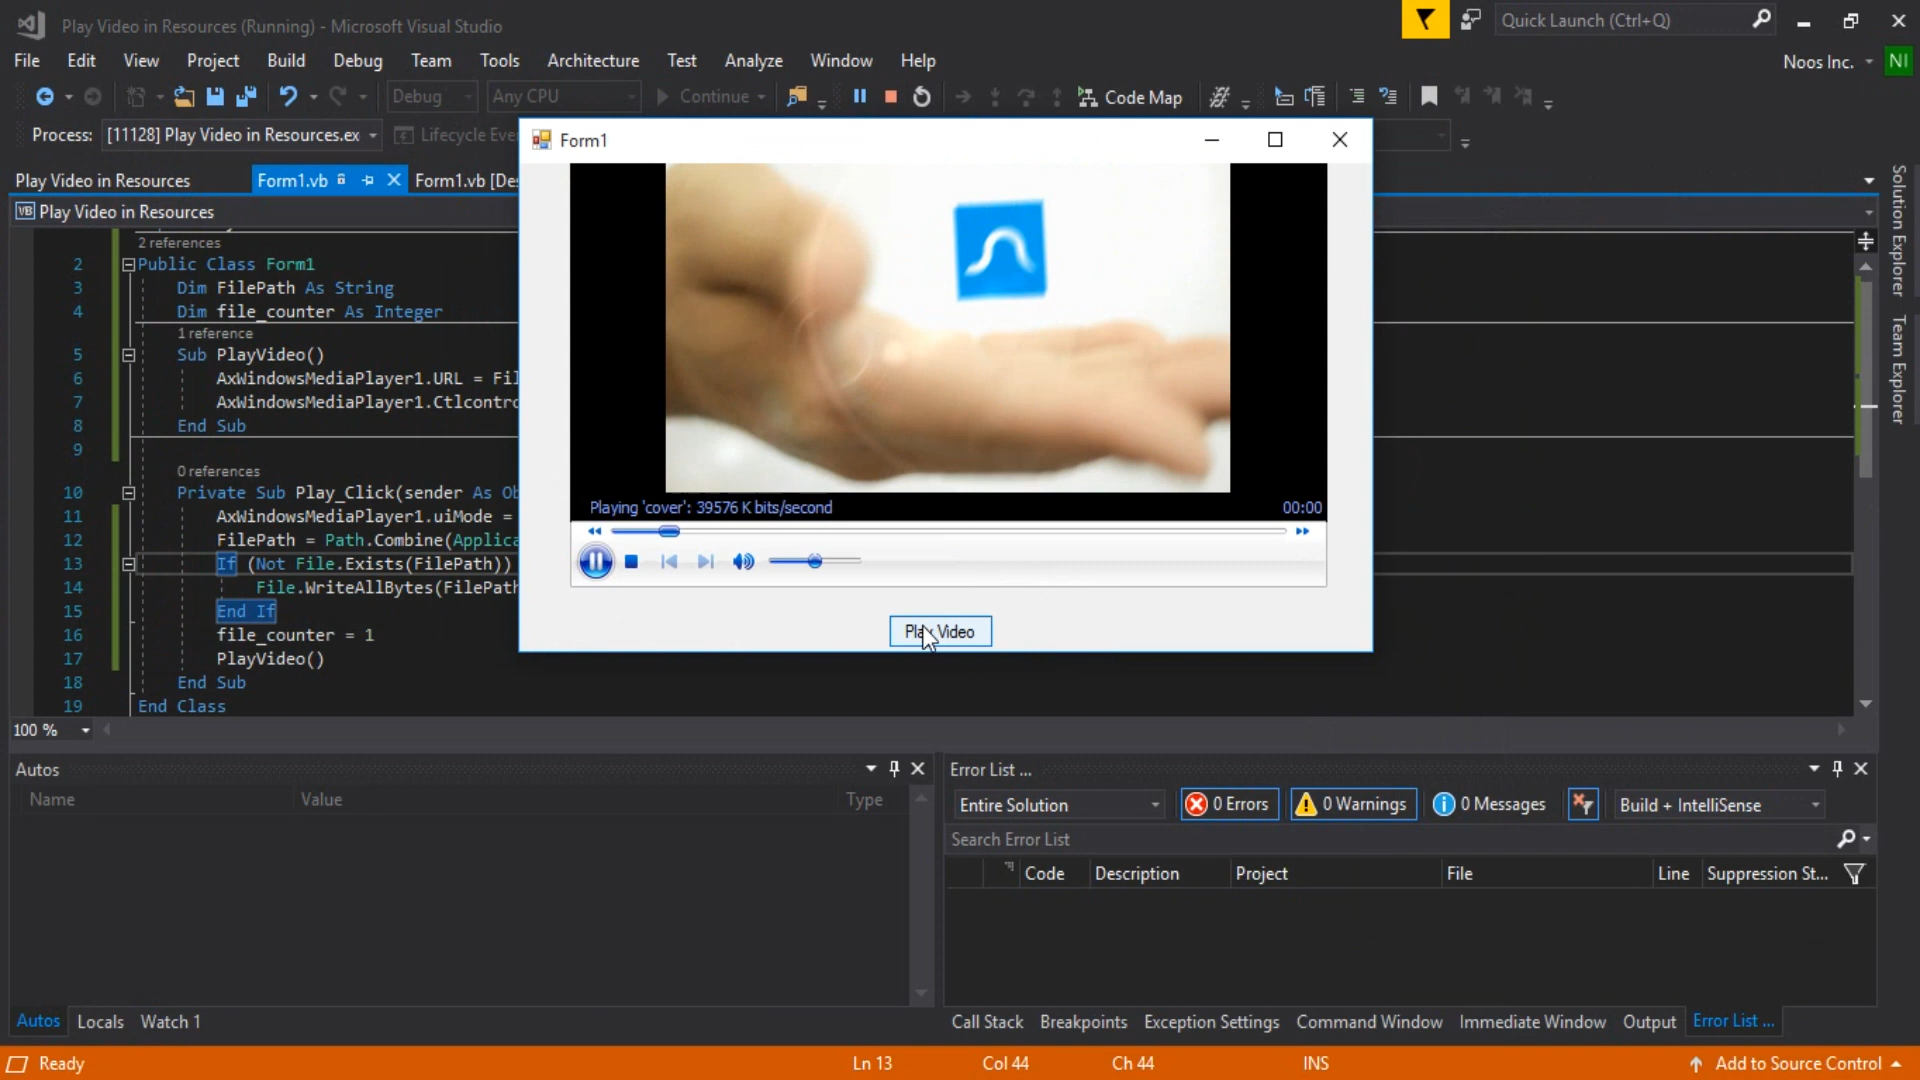 Play Video in Resources (Running) - Microsoft Visual Studio
Quick Launch (Ctrl+Q)
File Edit View Project Build Debug Team Tools Architecture Test Analyze Window Help
Noos Inc. NI
Debug Any CPU Continue Code Map
Process: [11128] Play Video in Resources.ex Lifecycle Eve
Form1
Play Video in Resources Form1.vb Form1.vb [Des
Play Video in Resources
2 references
2 Public Class Form1
3 Dim FilePath As String
4 Dim file_counter As Integer
1 reference
5 Sub PlayVideo()
6 AxWindowsMediaPlayer1.URL = Fil
7 AxWindowsMediaPlayer1.Ctlcontro
8 End Sub
9
0 references
10 Private Sub Play_Click(sender As Ob
11 AxWindowsMediaPlayer1.uiMode =
12 FilePath = Path.Combine(Applica
13 If (Not File.Exists(FilePath))
14 File.WriteAllBytes(FilePath
15 End If
16 file_counter = 1
17 PlayVideo()
18 End Sub
19 End Class
Playing 'cover': 39576 K bits/second 00:00
Play Video
Solution Explorer
Team Explorer
100 %
Autos
Name Value Type
Autos Locals Watch 1
Error List ...
Entire Solution 0 Errors 0 Warnings 0 Messages Build + IntelliSense
Search Error List
Code Description Project File Line Suppression St...
Call Stack Breakpoints Exception Settings Command Window Immediate Window Output Error List ...
Ready Ln 13 Col 44 Ch 44 INS Add to Source Control